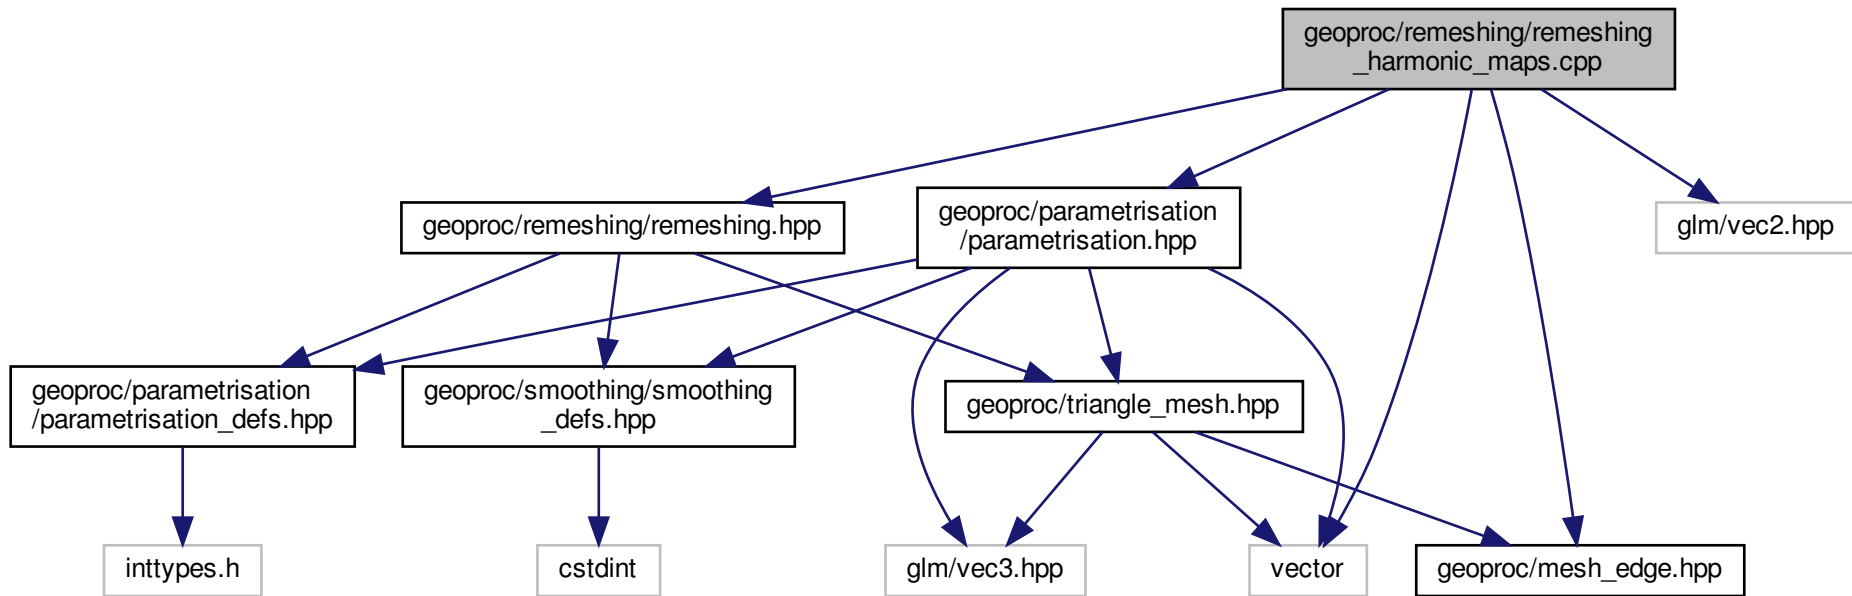 geoproc/remeshing/remeshing
_harmonic_maps.cpp
geoproc/remeshing/remeshing.hpp
geoproc/parametrisation
/parametrisation.hpp
glm/vec2.hpp
geoproc/parametrisation
/parametrisation_defs.hpp
geoproc/smoothing/smoothing
_defs.hpp
geoproc/triangle_mesh.hpp
inttypes.h
cstdint
glm/vec3.hpp
vector
geoproc/mesh_edge.hpp